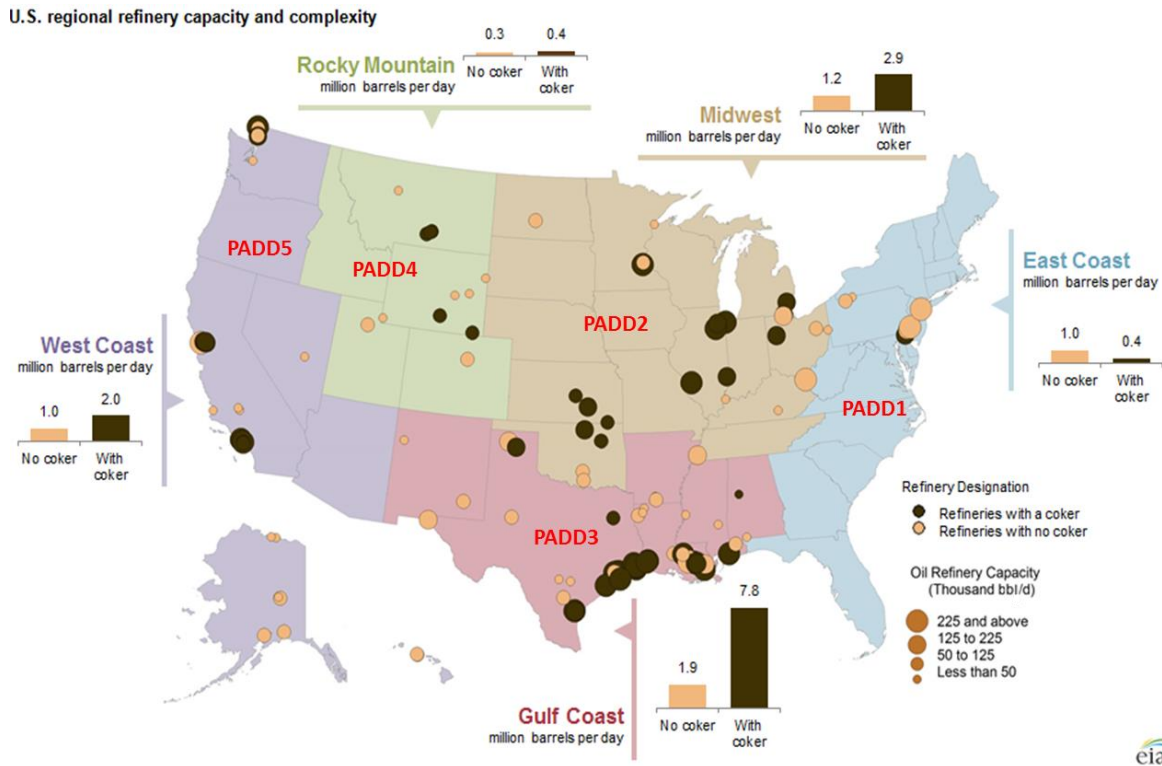 U.S. regional refinery capacity and complexity
Rocky Mountain
million barrels per day
0.3
0.4
No coker
With
coker
Midwest
million barrels per day
1.2
2.9
No coker
With
coker
PADD5
PADD4
PADD2
East Coast
million barrels per day
1.0
0.4
No coker
With
coker
West Coast
million barrels per day
1.0
2.0
No coker
With
coker
PADD1
PADD3
Refinery Designation
Refineries with a coker
Refineries with no coker
Oil Refinery Capacity
(Thousand bbl/d)
225 and above
125 to 225
50 to 125
Less than 50
Gulf Coast
million barrels per day
1.9
7.8
No coker
With
coker
eia